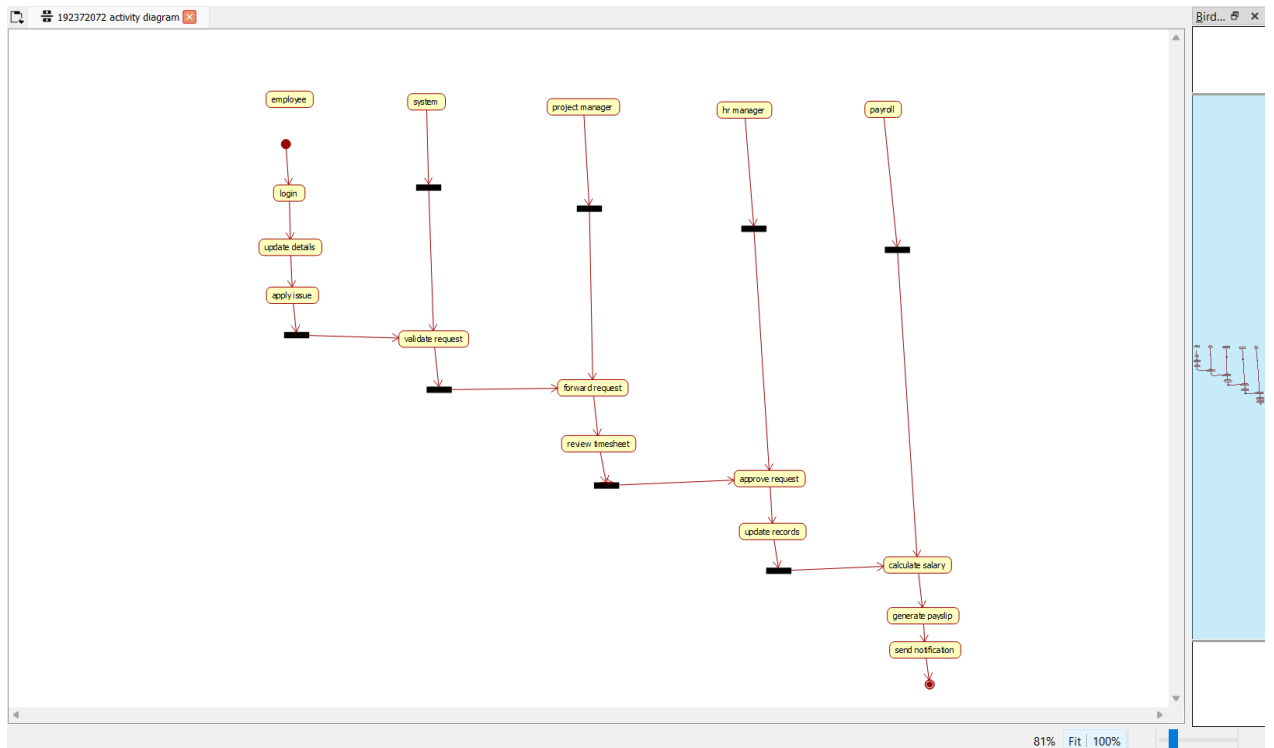 192372072 activity diagram
Bird...
employee
system
project manager
hr manager
payroll
login
update details
apply issue
validate request
forward request
review timesheet
approve request
update records
calculate salary
generate payslip
send notification
81% Fit 100%